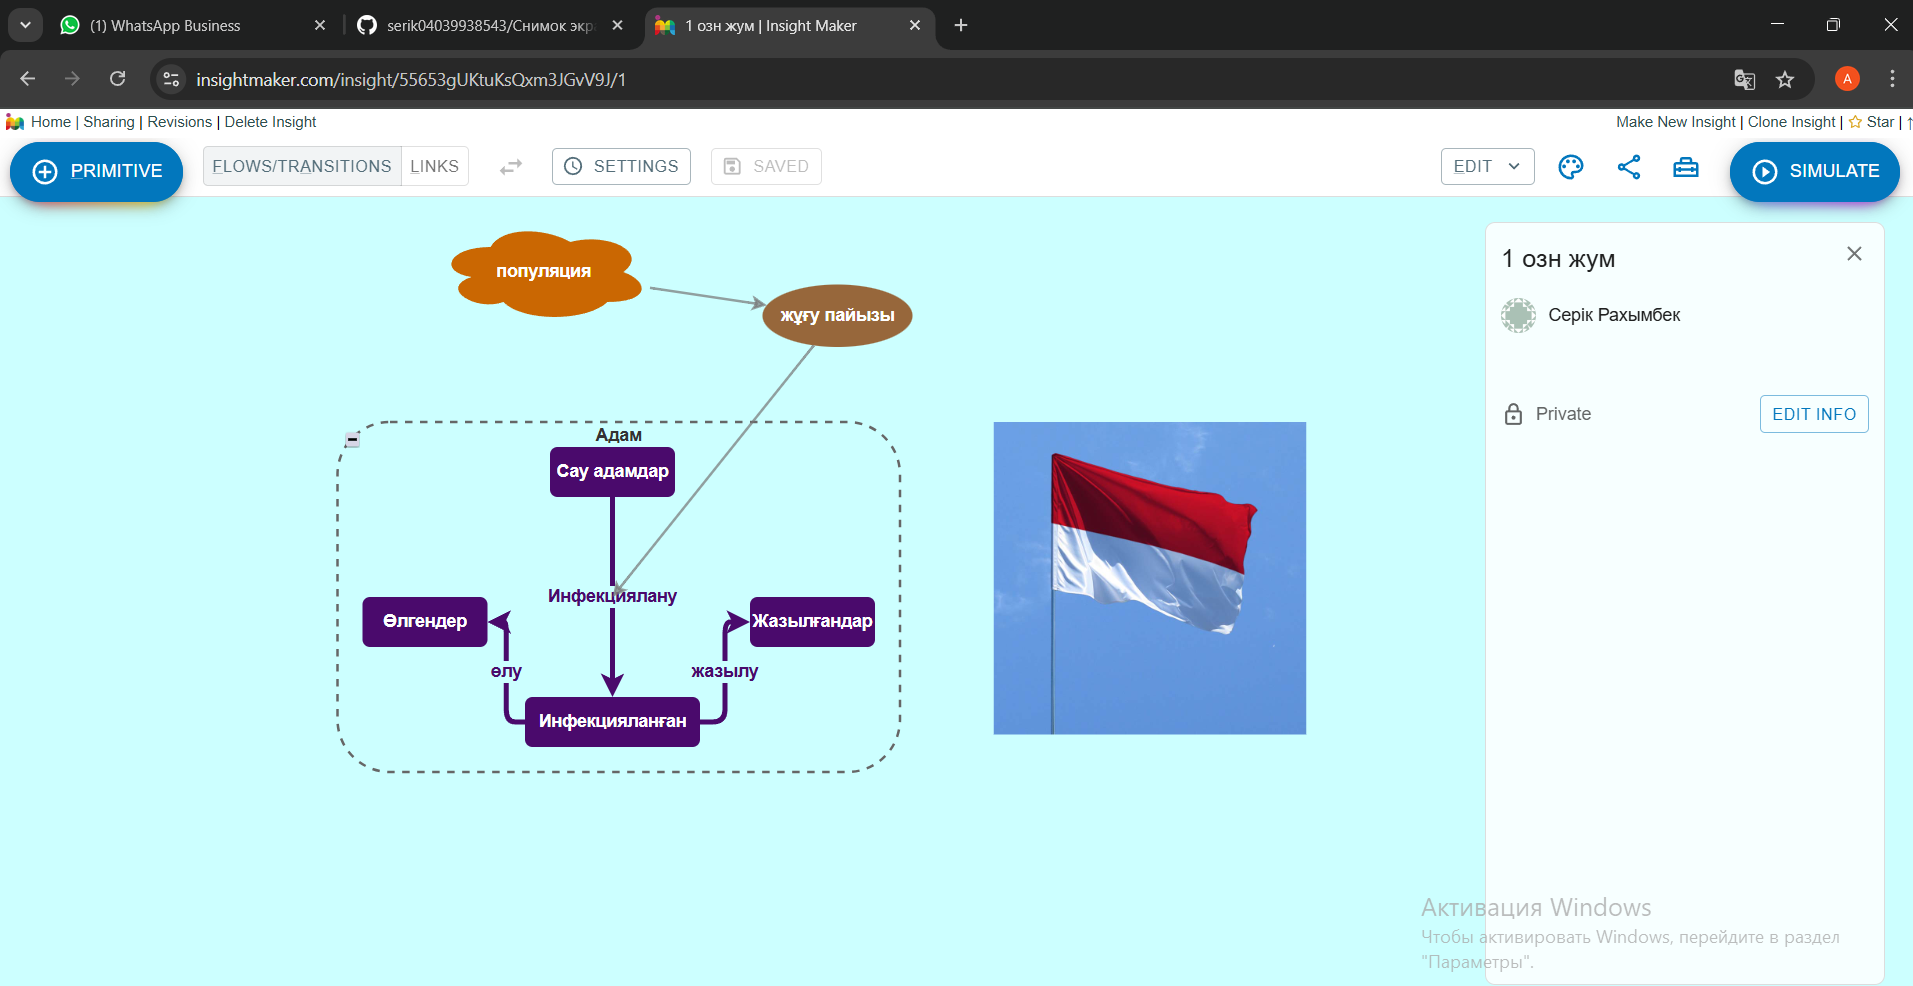 (1) WhatsApp Business
serik04039938543/Снимок экр
1 озн жум | Insight Maker
insightmaker.com/insight/55653gUKtuKsQxm3JGvV9J/1
A
Home | Sharing | Revisions | Delete Insight
Make New Insight | Clone Insight | Star |
PRIMITIVE
FLOWS/TRANSITIONS
LINKS
SETTINGS
SAVED
EDIT
SIMULATE
популяция
жұғу пайызы
1 озн жум
Серік Рахымбек
Private
EDIT INFO
Адам
Сау адамдар
Инфекциялану
Өлгендер
Жазылғандар
өлу
жазылу
Инфекцияланған
Активация Windows
Чтобы активировать Windows, перейдите в раздел
"Параметры".